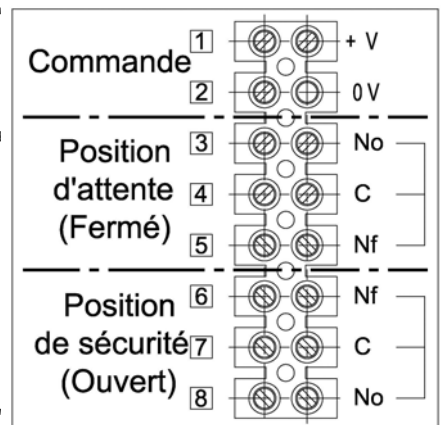 Commande 1 + V
2 0 V
Position 3 No
d'attente 4 C
(Fermé) 5 Nf
Position 6 Nf
de sécurité 7 C
(Ouvert) 8 No